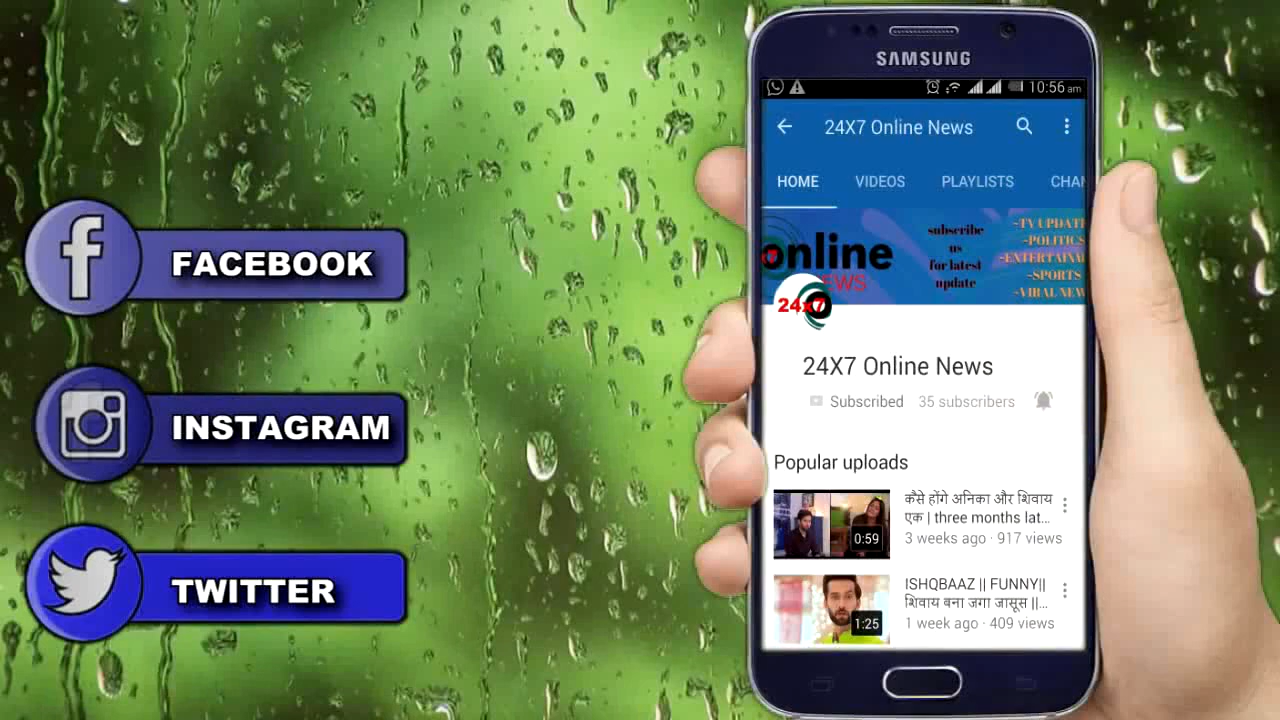 FACEBOOK
INSTAGRAM
TWITTER
SAMSUNG
10:56 am
24X7 Online News
HOME VIDEOS PLAYLISTS CHAN
online
NEWS
subscribe
us
for latest
update
~TV UPDATE
~POLITICS
~ENTERTAINM
~SPORTS
~VIRAL NEW
24x7
24X7 Online News
Subscribed 35 subscribers
Popular uploads
कैसे होंगे अनिका और शिवाय
एक | three months lat...
3 weeks ago · 917 views
0:59
ISHQBAAZ || FUNNY||
शिवाय बना जगा जासूस ||...
1 week ago · 409 views
1:25